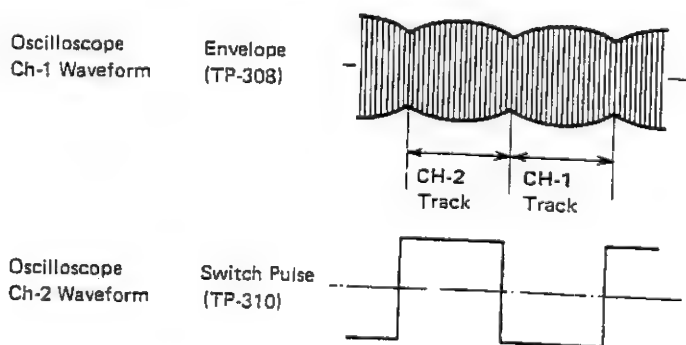 Oscilloscope
Ch-1 Waveform
Envelope
(TP-308)
CH-2
Track
CH-1
Track
Oscilloscope
Ch-2 Waveform
Switch Pulse
(TP-310)